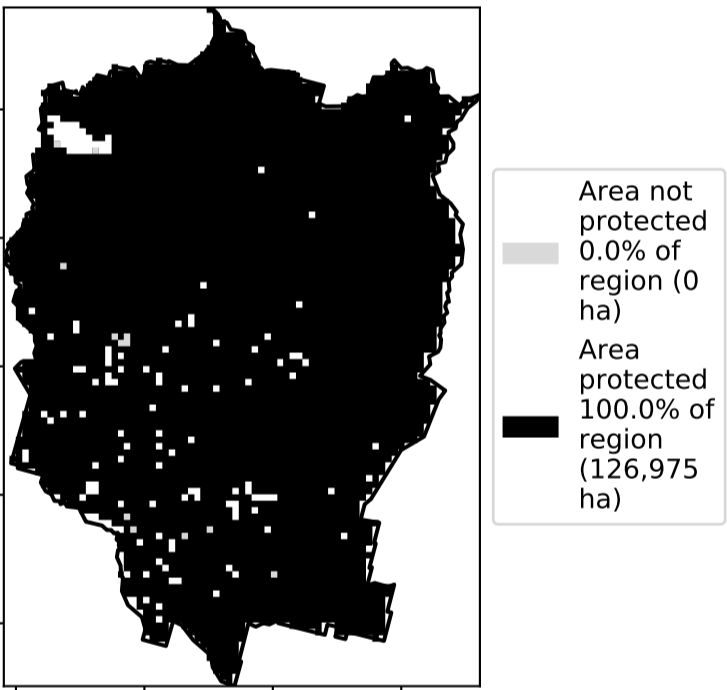 Area not
protected
0.0% of
region (0
ha)
Area
protected
100.0% of
region
(126,975
ha)